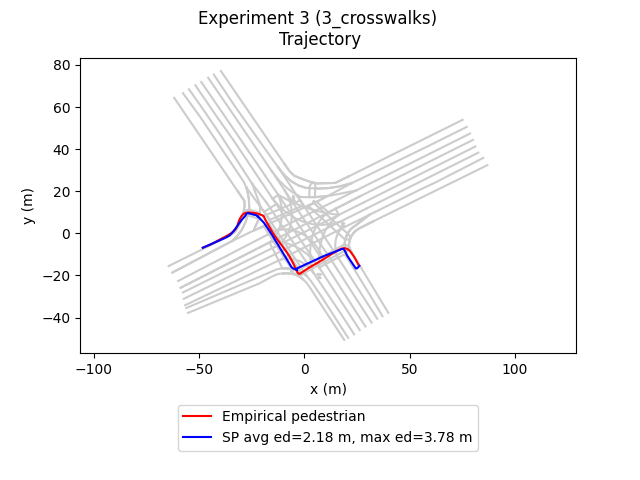 Experiment 3 (3_crosswalks)
Trajectory
80
60
40
20
0
−20
−40
y (m)
−100
−50
0
50
100
x (m)
Empirical pedestrian
SP avg ed=2.18 m, max ed=3.78 m